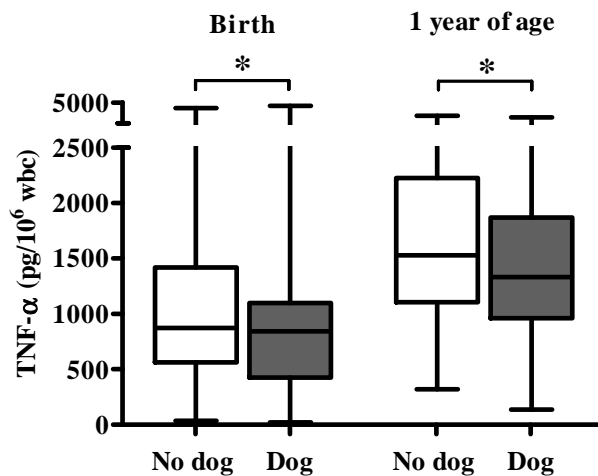 Birth
1 year of age
*
*
TNF-α (pg/10⁶ wbc)
5000
2500
2000
1500
1000
500
0
No dog
Dog
No dog
Dog